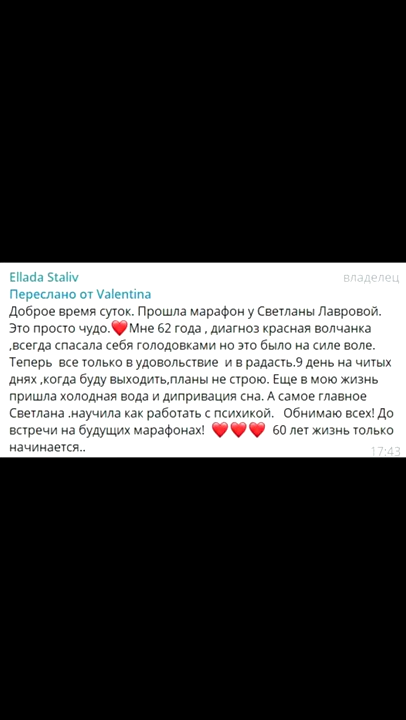 Ellada Staliv владелец
Переслано от Valentina
Доброе время суток. Прошла марафон у Светланы Лавровой.
Это просто чудо.❤️Мне 62 года , диагноз красная волчанка
,всегда спасала себя голодовками но это было на силе воле.
Теперь все только в удовольствие и в радасть.9 день на читых
днях ,когда буду выходить,планы не строю. Еще в мою жизнь
пришла холодная вода и дипривация сна. А самое главное
Светлана .научила как работать с психикой. Обнимаю всех! До
встречи на будущих марафонах! ❤️❤️❤️ 60 лет жизнь только
начинается.. 17:43